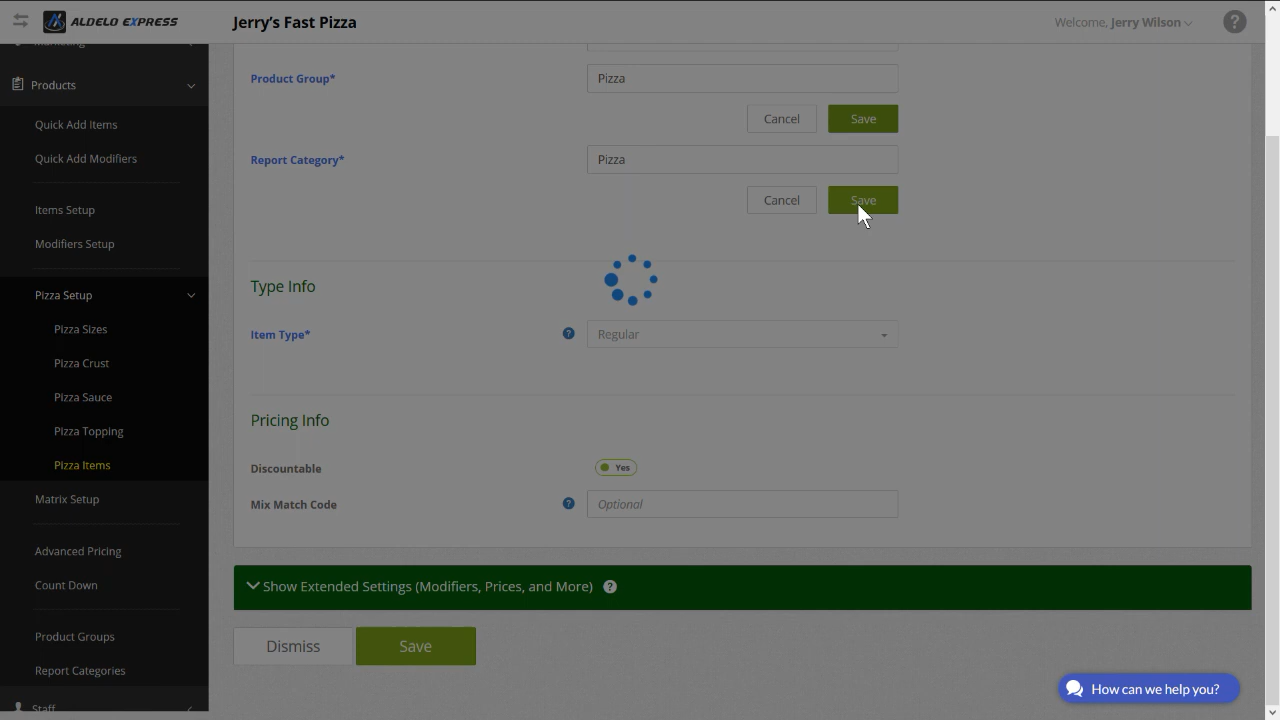 ALDELO EXPRESS
Jerry's Fast Pizza
Welcome, Jerry Wilson
?
Marketing
Products
Quick Add Items
Quick Add Modifiers
Items Setup
Modifiers Setup
Pizza Setup
Pizza Sizes
Pizza Crust
Pizza Sauce
Pizza Topping
Pizza Items
Matrix Setup
Advanced Pricing
Count Down
Product Groups
Report Categories
Staff
Product Group*
Pizza
Cancel Save
Report Category*
Pizza
Cancel Save
Type Info
Item Type* ? Regular
Pricing Info
Discountable Yes
Mix Match Code ? Optional
Show Extended Settings (Modifiers, Prices, and More) ?
Dismiss Save
How can we help you?